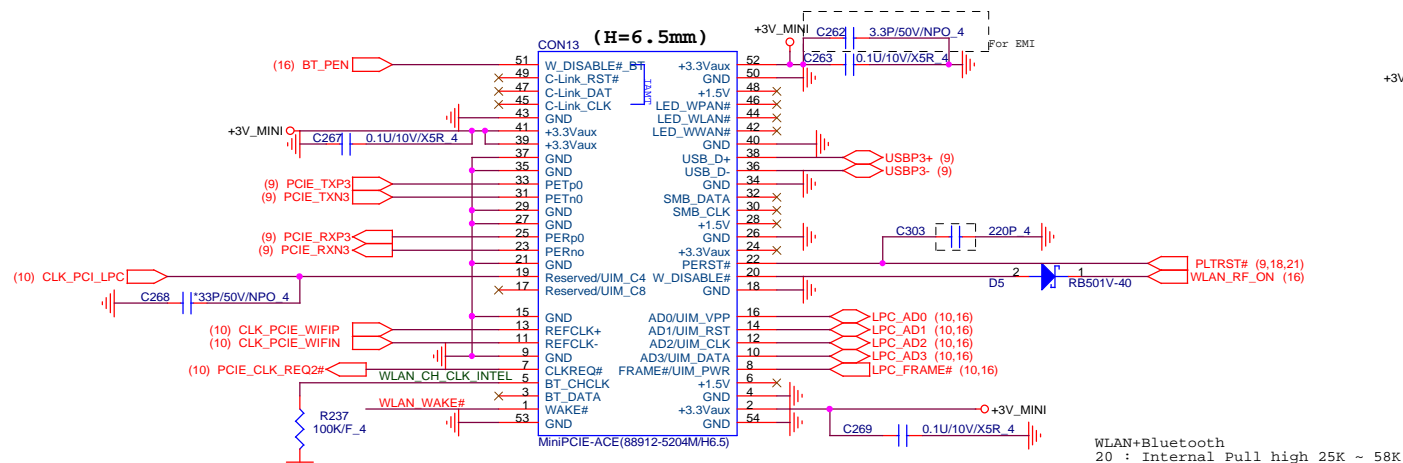 (H=6.5mm)
CON13
+3V_MINI
C262 3.3P/50V/NPO_4
For EMI
C263 0.1U/10V/X5R_4
+3V
(16) BT_PEN 51 W_DISABLE#_BT +3.3Vaux 52
49 C-Link_RST# GND 50
47 C-Link_DAT +1.5V 48
45 C-Link_CLK LED_WPAN# 46
IAMT
43 GND LED_WLAN# 44
+3V_MINI 41 +3.3Vaux LED_WWAN# 42
C267 0.1U/10V/X5R_4 39 +3.3Vaux GND 40
37 GND USB_D+ 38 USBP3+ (9)
35 GND USB_D- 36 USBP3- (9)
(9) PCIE_TXP3 33 PETp0 GND 34
(9) PCIE_TXN3 31 PETn0 SMB_DATA 32
29 GND SMB_CLK 30
27 GND +1.5V 28
(9) PCIE_RXP3 25 PERp0 GND 26 C303 220P_4
(9) PCIE_RXN3 23 PERno +3.3Vaux 24
21 GND PERST# 22 PLTRST# (9,18,21)
(10) CLK_PCI_LPC 19 Reserved/UIM_C4 W_DISABLE# 20 2 1 WLAN_RF_ON (16)
D5 RB501V-40
C268 *33P/50V/NPO_4 17 Reserved/UIM_C8 GND 18
15 GND AD0/UIM_VPP 16 LPC_AD0 (10,16)
(10) CLK_PCIE_WIFIP 13 REFCLK+ AD1/UIM_RST 14 LPC_AD1 (10,16)
(10) CLK_PCIE_WIFIN 11 REFCLK- AD2/UIM_CLK 12 LPC_AD2 (10,16)
9 GND AD3/UIM_DATA 10 LPC_AD3 (10,16)
(10) PCIE_CLK_REQ2# 7 CLKREQ# FRAME#/UIM_PWR 8 LPC_FRAME# (10,16)
WLAN_CH_CLK_INTEL 5 BT_CHCLK +1.5V 6
3 BT_DATA GND 4
WLAN_WAKE# 1 WAKE# +3.3Vaux 2 +3V_MINI
53 GND GND 54
R237
100K/F_4
C269 0.1U/10V/X5R_4
MiniPCIE-ACE(88912-5204M/H6.5)
WLAN+Bluetooth
20 : Internal Pull high 25K ~ 58K